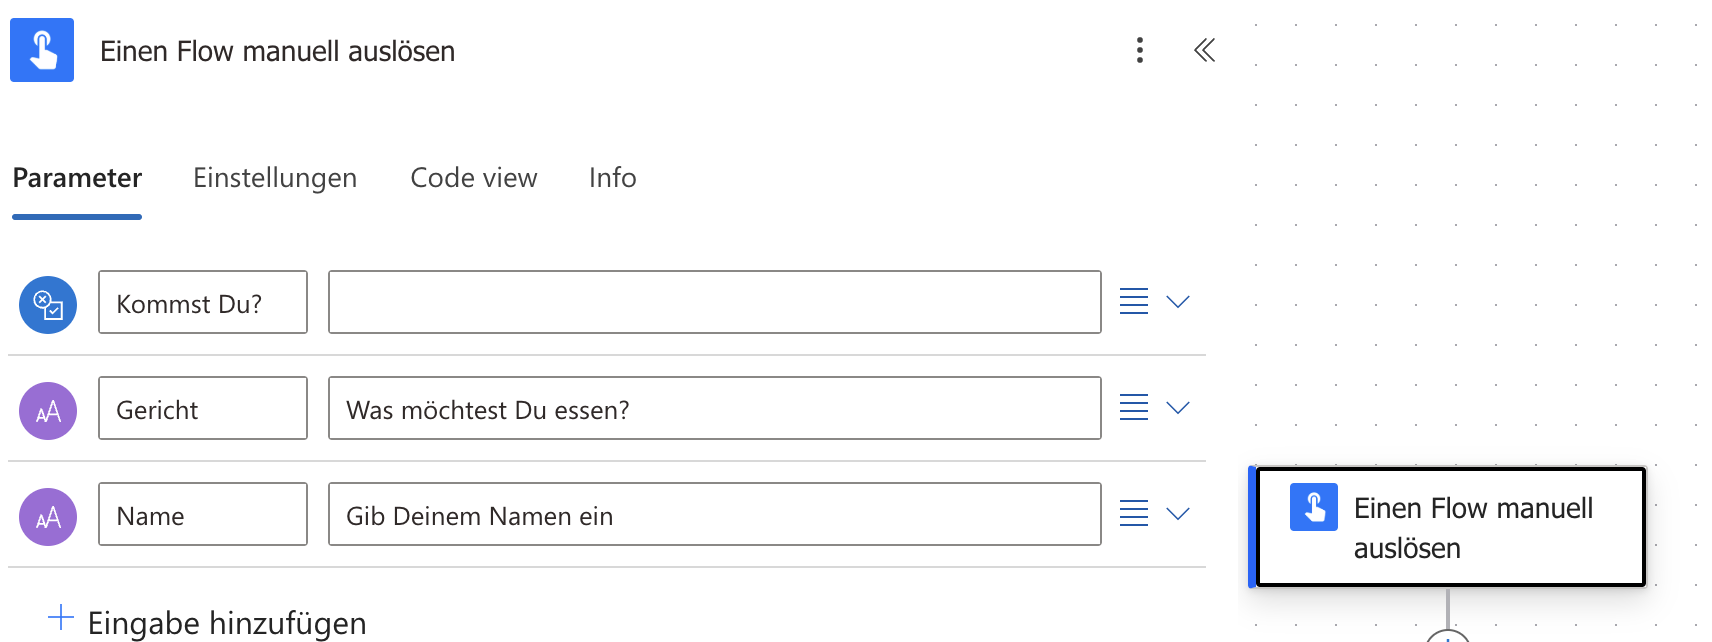 Einen Flow manuell auslösen
Parameter Einstellungen Code view Info
Kommst Du?
Gericht Was möchtest Du essen?
Name Gib Deinem Namen ein
Eingabe hinzufügen
Einen Flow manuell
auslösen